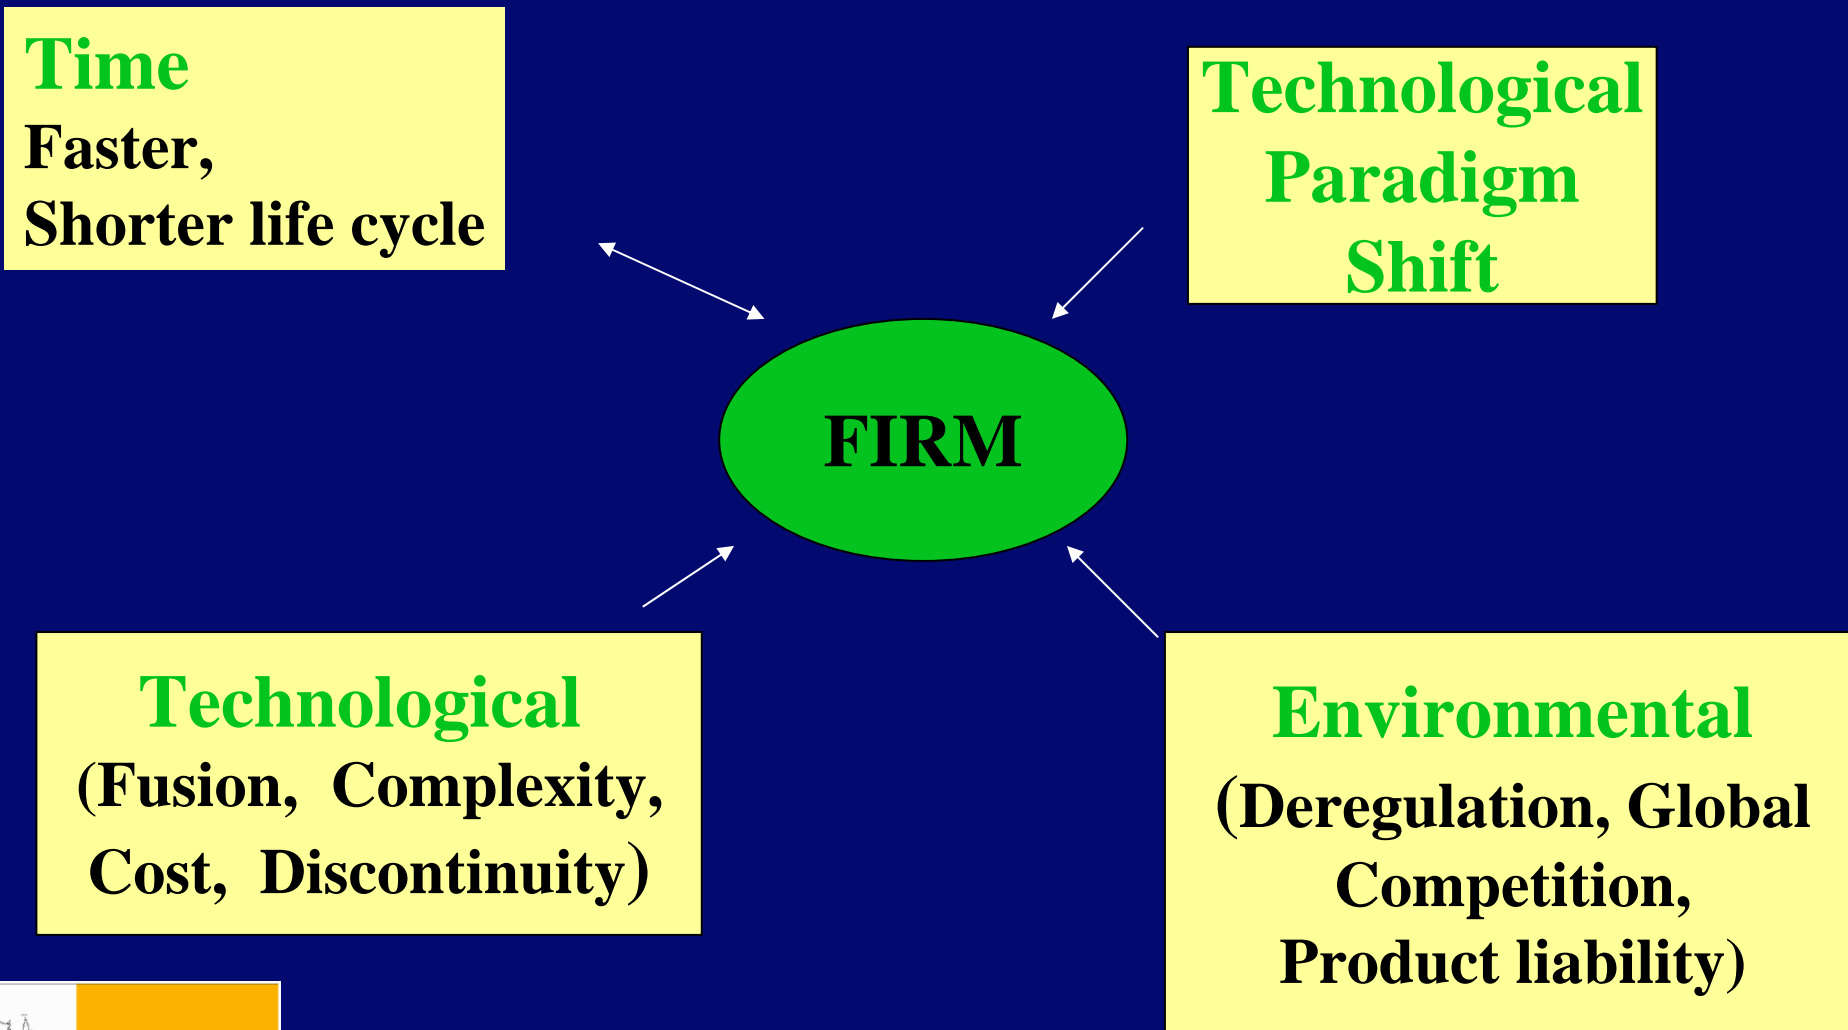 Time
Faster,
Shorter life cycle
Technological
Paradigm
Shift
FIRM
Technological
(Fusion, Complexity,
Cost, Discontinuity)
Environmental
(Deregulation, Global
Competition,
Product liability)